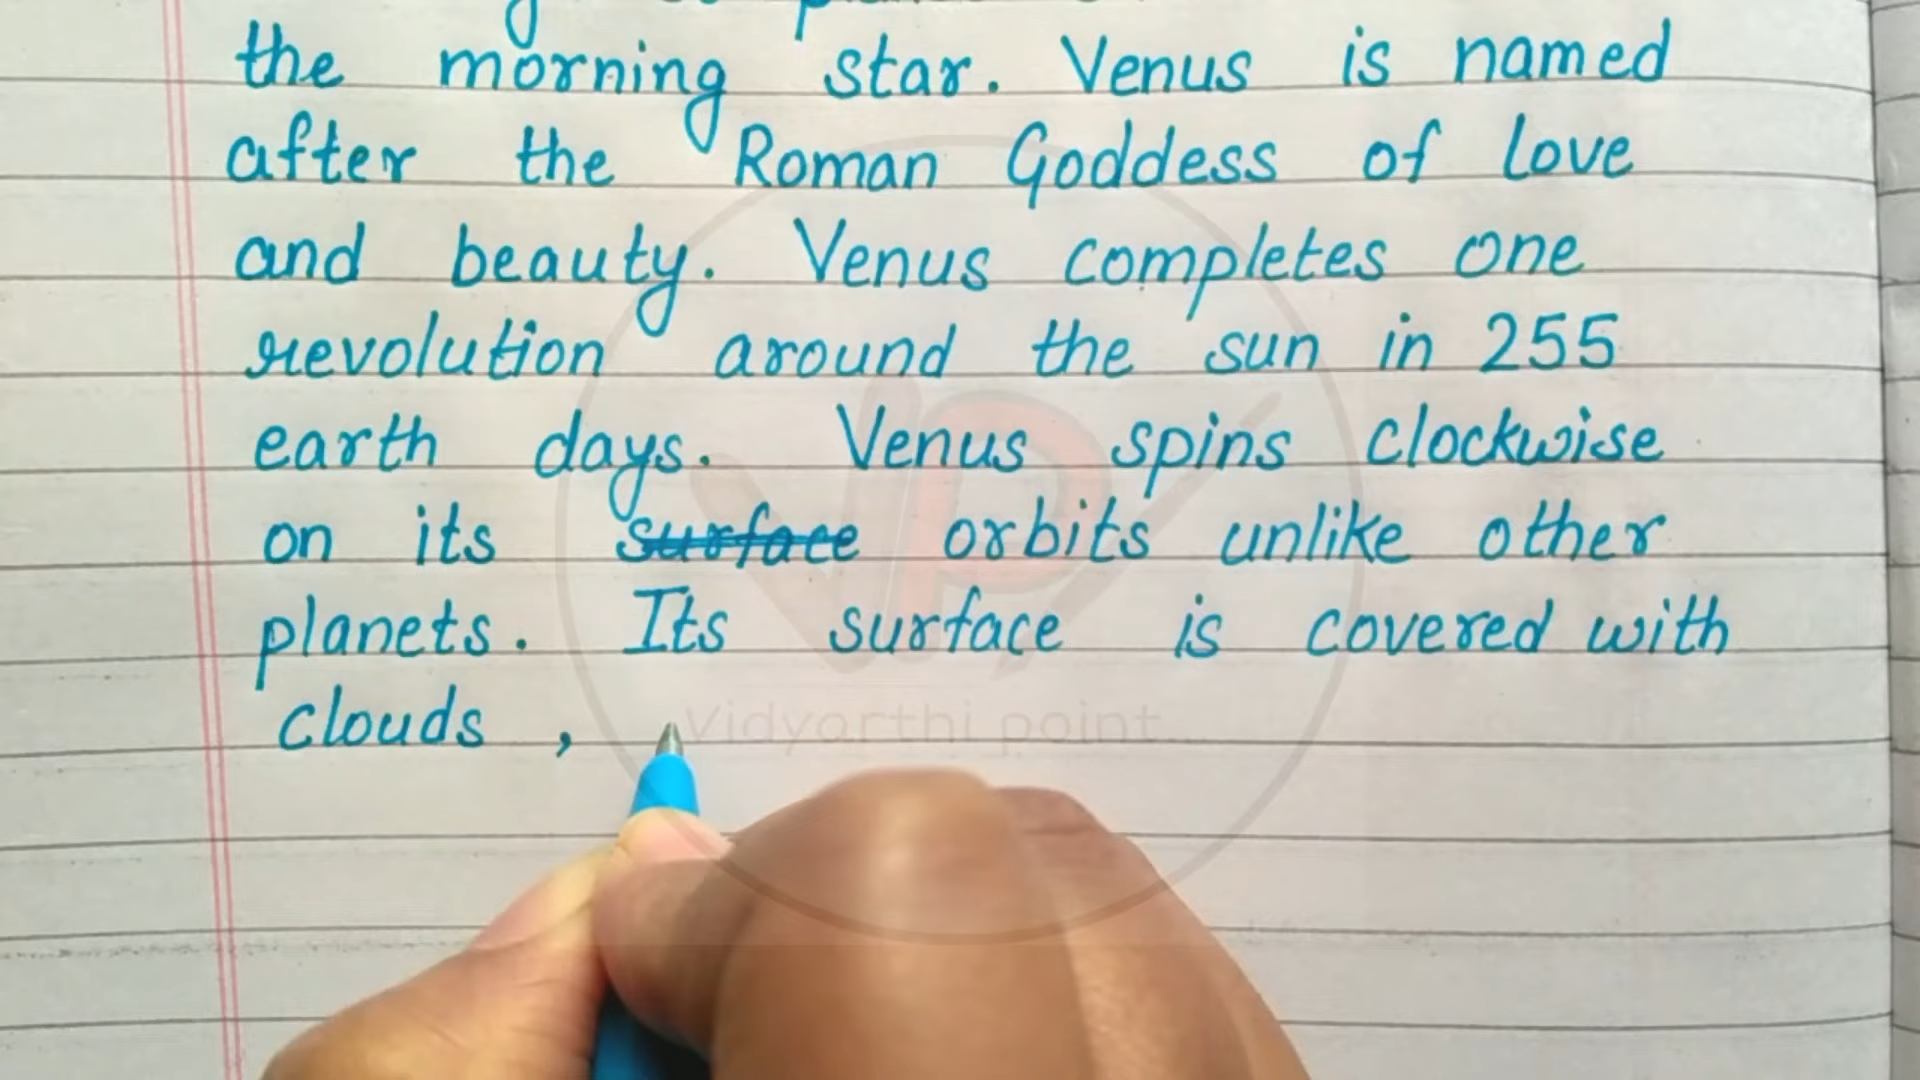 the morning star. Venus is named
after the Roman Goddess of love
and beauty. Venus completes one
revolution around the sun in 255
earth days. Venus spins clockwise
on its surface orbits unlike other
planets. Its surface is covered with
clouds ,
Vidyarthi point...